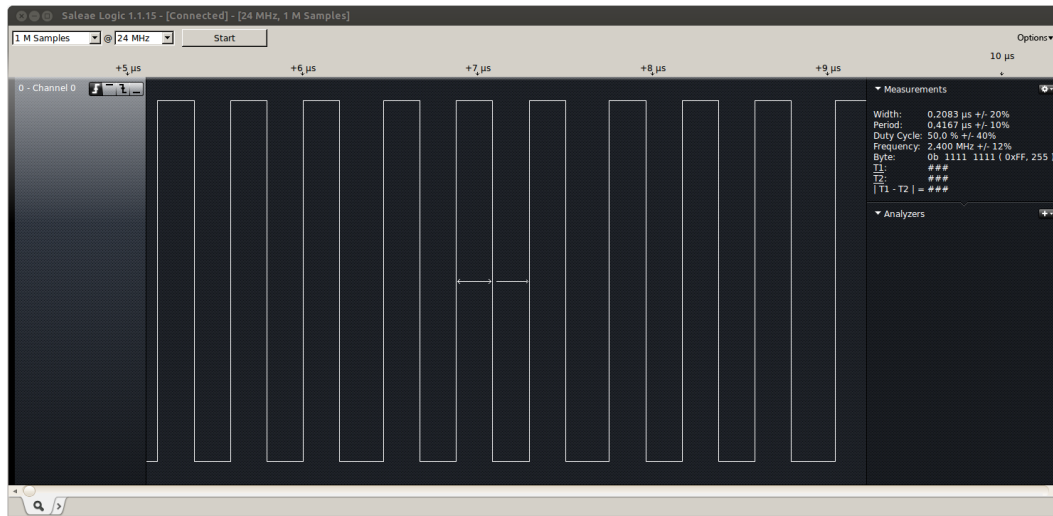 Saleae Logic 1.1.15 - [Connected] - [24 MHz, 1 M Samples]
1 M Samples @ 24 MHz Start Options
10 µs
+5 µs +6 µs +7 µs +8 µs +9 µs
0 - Channel 0
Measurements
Width: 0,2083 µs +/- 20%
Period: 0,4167 µs +/- 10%
Duty Cycle: 50,0 % +/- 40%
Frequency: 2,400 MHz +/- 12%
Byte: 0b 1111 1111 ( 0xFF, 255 )
T1: ###
T2: ###
| T1 - T2 | = ###
Analyzers